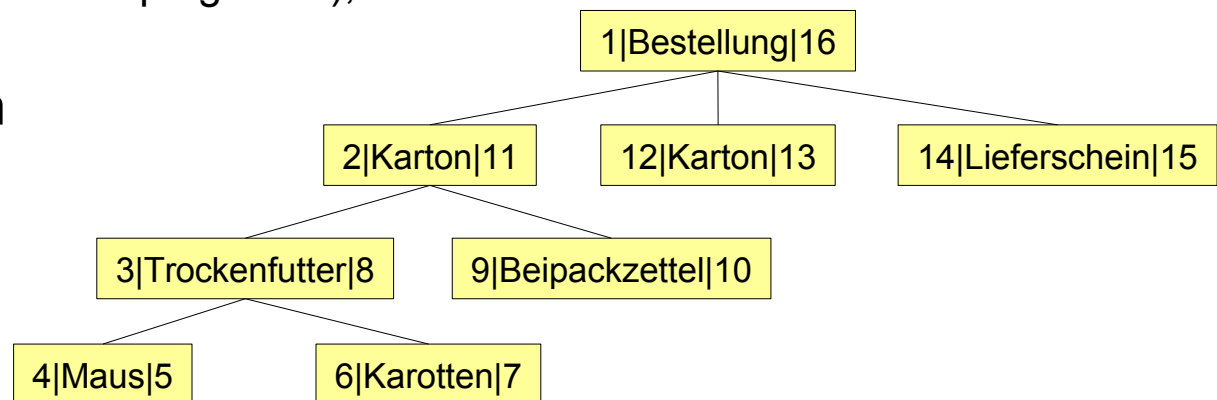 1|Bestellung|16
2|Karton|11
12|Karton|13
14|Lieferschein|15
3|Trockenfutter|8
9|Beipackzettel|10
4|Maus|5
6|Karotten|7